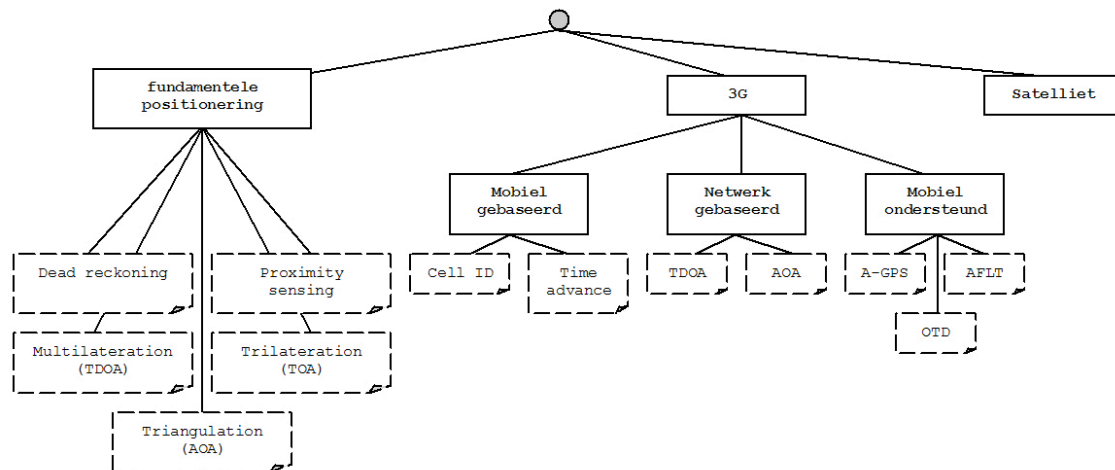 fundamentele
positionering
3G
Satelliet
Mobiel
gebaseerd
Netwerk
gebaseerd
Mobiel
ondersteund
Dead reckoning
Proximity
sensing
Cell ID
Time
advance
TDOA
AOA
A-GPS
AFLT
OTD
Multilateration
(TDOA)
Trilateration
(TOA)
Triangulation
(AOA)